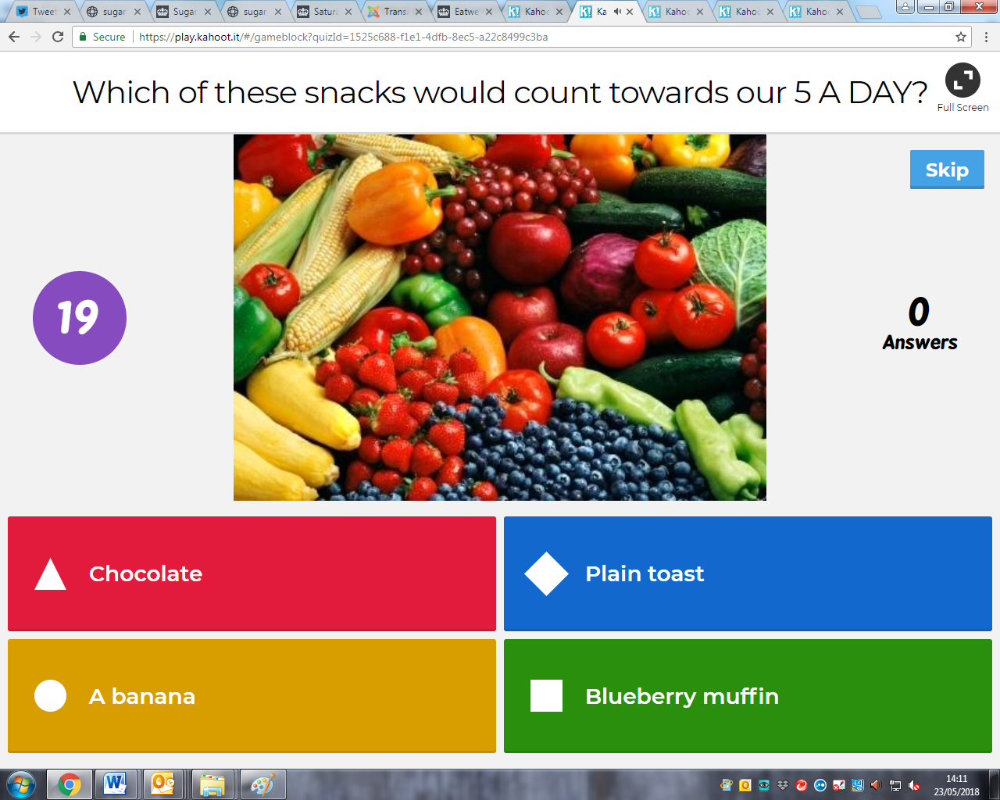 Tweet
sugar
Sugar
sugar
Satura
Trans
Eatwe
Kahoo
Ka
Kahoo
Kahoo
Kahoo
Secure
https://play.kahoot.it/#/gameblock?quizId=1525c688-f1e1-4dfb-8ec5-a22c8499c3ba
Which of these snacks would count towards our 5 A DAY?
Full Screen
Skip
19
0
Answers
Chocolate
Plain toast
A banana
Blueberry muffin
14:11
23/05/2018